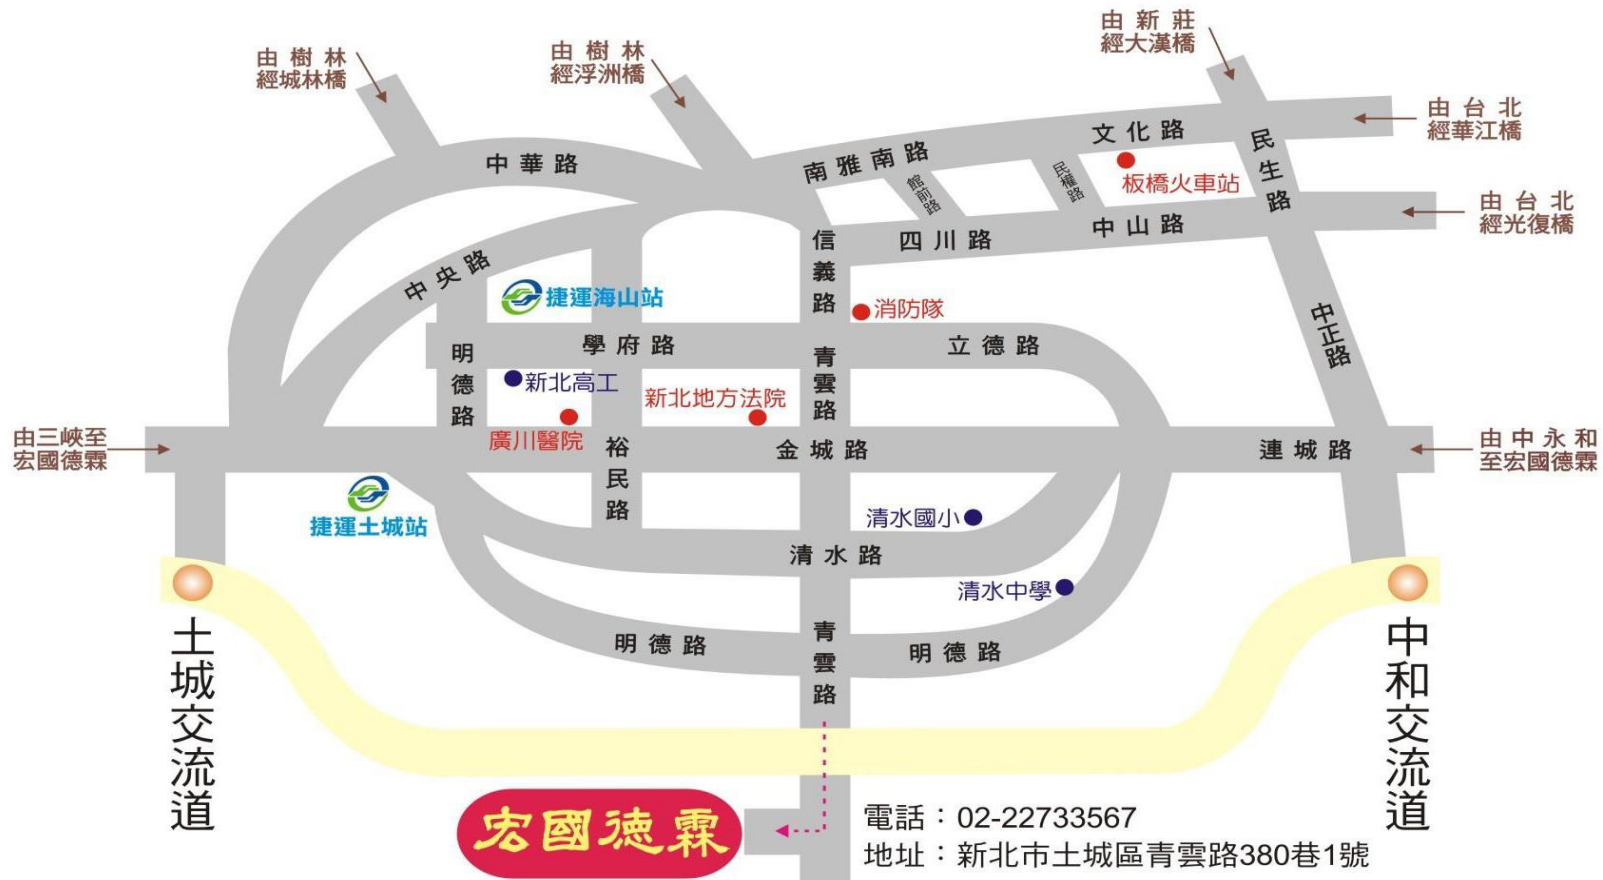 由新莊
經大漢橋
由樹林
經城林橋
由樹林
經浮洲橋
由台北
經華江橋
文化路
民生路
中華路
南雅南路
館前路
民權路
板橋火車站
由台北
經光復橋
信義路
四川路
中山路
中央路
捷運海山站
消防隊
中正路
明德路
學府路
青雲路
立德路
新北高工
新北地方法院
廣川醫院
由三峽至
宏國德霖
裕民路
金城路
連城路
由中永和
至宏國德霖
捷運土城站
清水國小
清水路
清水中學
明德路
青雲路
明德路
土城交流道
中和交流道
宏國德霖
電話：02-22733567
地址：新北市土城區青雲路380巷1號